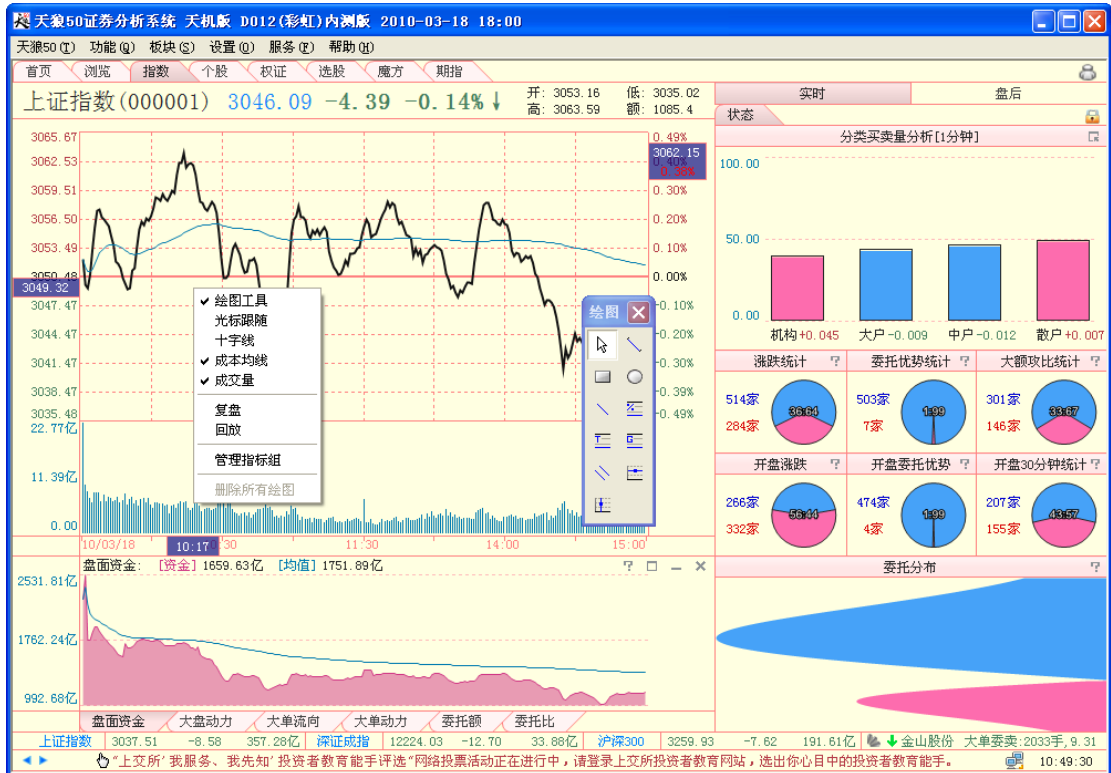 天狼50证券分析系统 天机版 D012(彩虹)内测版 2010-03-18 18:00
天狼50(T) 功能(Q) 板块(S) 设置(O) 服务(F) 帮助(H)
首页 浏览 指数 个股 权证 选股 魔方 期指
上证指数(000001) 3046.09 -4.39 -0.14%↓
开: 3053.16 低: 3035.02
高: 3063.59 额: 1085.4
实时 盘后
状态
分类买卖量分析[1分钟]
100.00
50.00
0.00
机构+0.045 大户-0.009 中户-0.012 散户+0.007
3065.67
3062.53
3059.51
3056.50
3053.49
3050.48
3049.32
3047.47
3044.47
3041.47
3038.47
3035.48
0.49%
3062.15
0.40%
0.38%
0.30%
0.20%
0.10%
0.00%
-0.10%
-0.20%
-0.30%
-0.39%
-0.49%
绘图工具
光标跟随
十字线
成本均线
成交量
复盘
回放
管理指标组
删除所有绘图
绘图
22.77亿
11.39亿
0.00
10/03/18 10:17 :30 11:30 14:00 15:00
涨跌统计 ? 委托优势统计 ? 大额攻比统计 ?
514家 36:64 503家 1:99 301家 33:67
284家 7家 146家
开盘涨跌 ? 开盘委托优势 ? 开盘30分钟统计 ?
266家 56:44 474家 1:99 207家 43:57
332家 4家 155家
委托分布 ?
盘面资金: [资金] 1659.63亿 [均值] 1751.89亿 ?
2531.81亿
1762.24亿
992.68亿
盘面资金 大盘动力 大单流向 大单动力 委托额 委托比
上证指数 3037.51 -8.58 357.28亿 深证成指 12224.03 -12.70 33.88亿 沪深300 3259.93 -7.62 191.61亿 金山股份 大单委卖:2033手,9.31
“上交所‘我服务、我先知’投资者教育能手评选“网络投票活动正在进行中，请登录上交所投资者教育网站，选出你心目中的投资者教育能手。 10:49:30